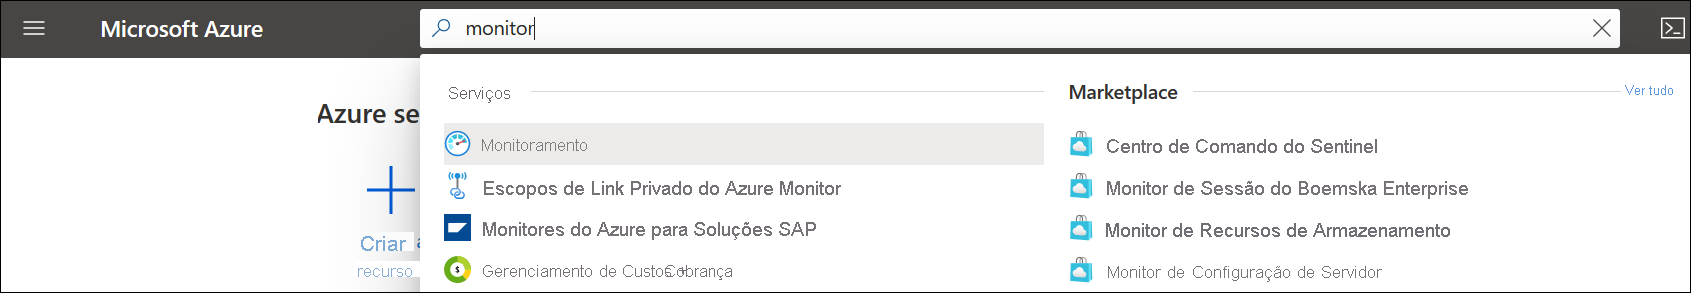 Microsoft Azure
monitor
Azure se
Criar
recurso
Serviços
Monitoramento
Escopos de Link Privado do Azure Monitor
Monitores do Azure para Soluções SAP
Gerenciamento de Custos + Cobrança
Marketplace
Ver tudo
Centro de Comando do Sentinel
Monitor de Sessão do Boemska Enterprise
Monitor de Recursos de Armazenamento
Monitor de Configuração de Servidor